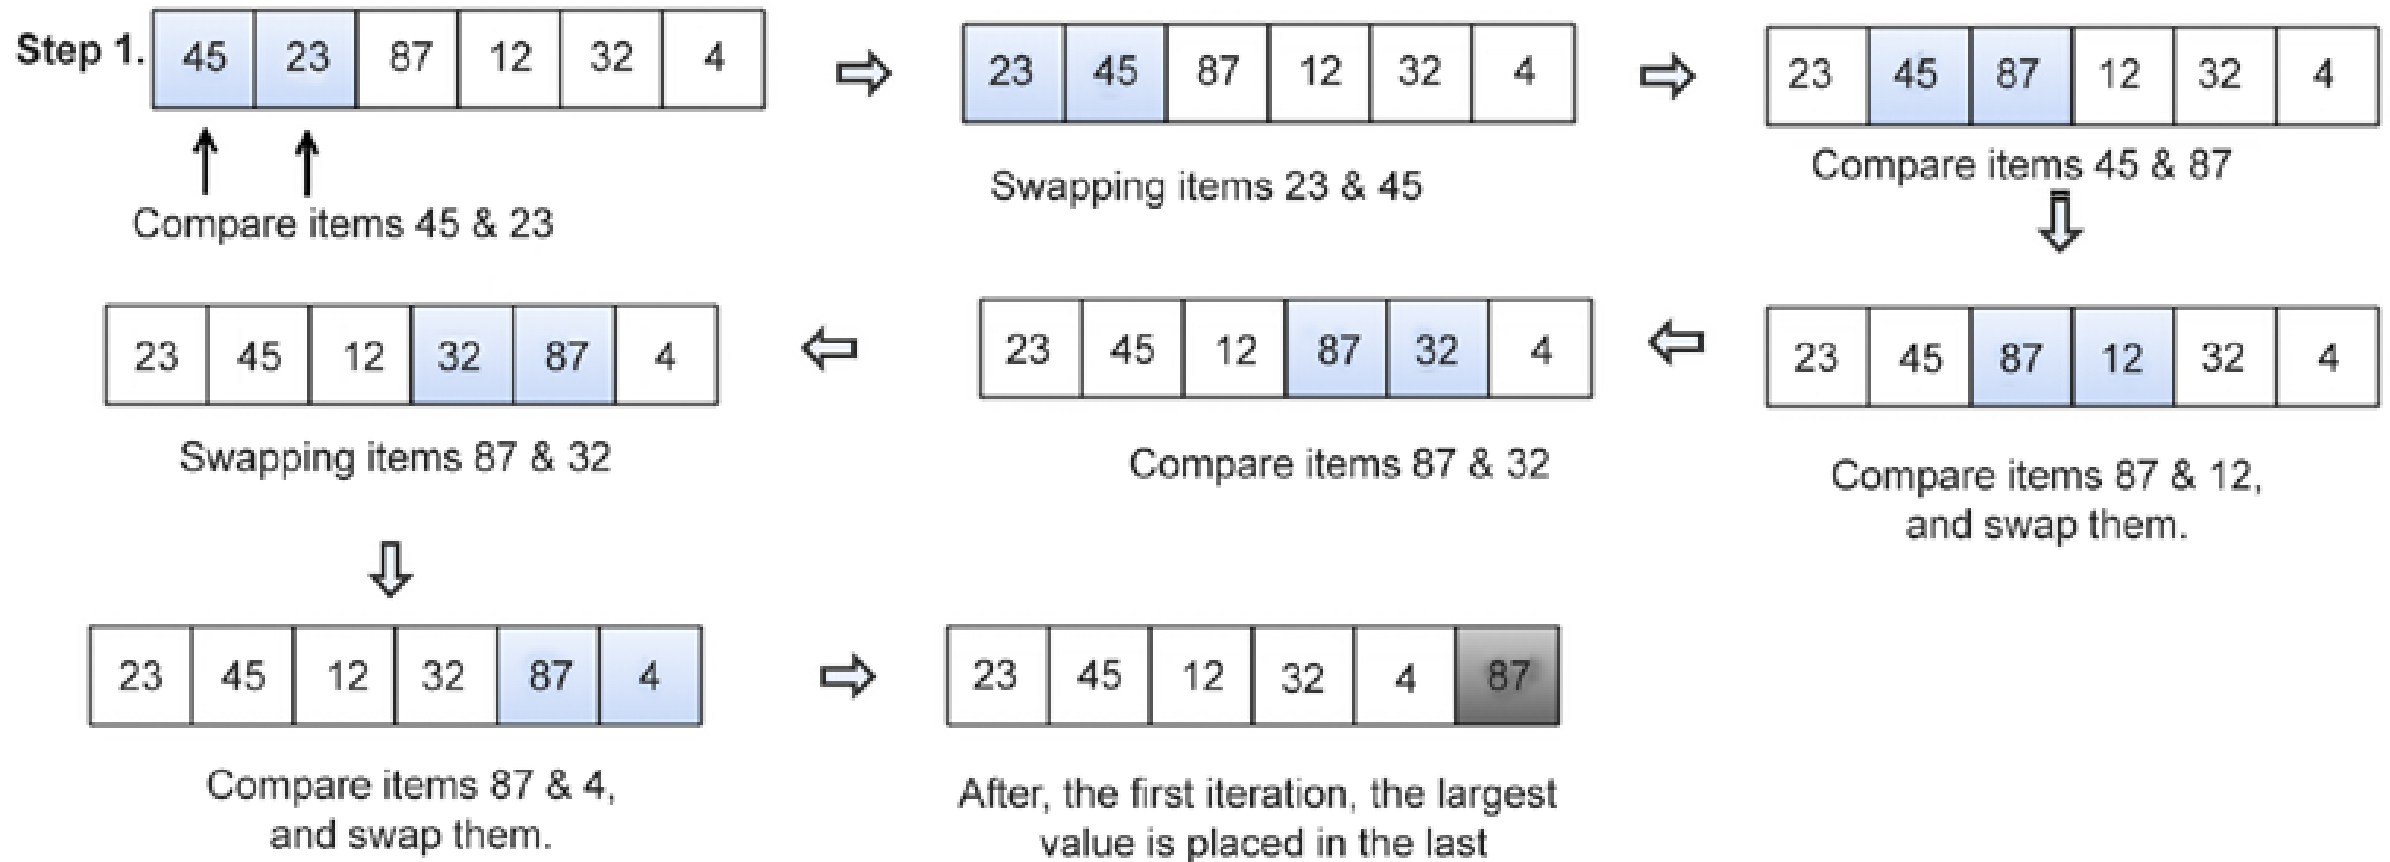 Step 1. 45 23 87 12 32 4
Compare items 45 & 23
23 45 87 12 32 4
Swapping items 23 & 45
23 45 87 12 32 4
Compare items 45 & 87
23 45 87 12 32 4
Compare items 87 & 12,
and swap them.
23 45 12 87 32 4
Compare items 87 & 32
23 45 12 32 87 4
Swapping items 87 & 32
23 45 12 32 87 4
Compare items 87 & 4,
and swap them.
23 45 12 32 4 87
After, the first iteration, the largest
value is placed in the last